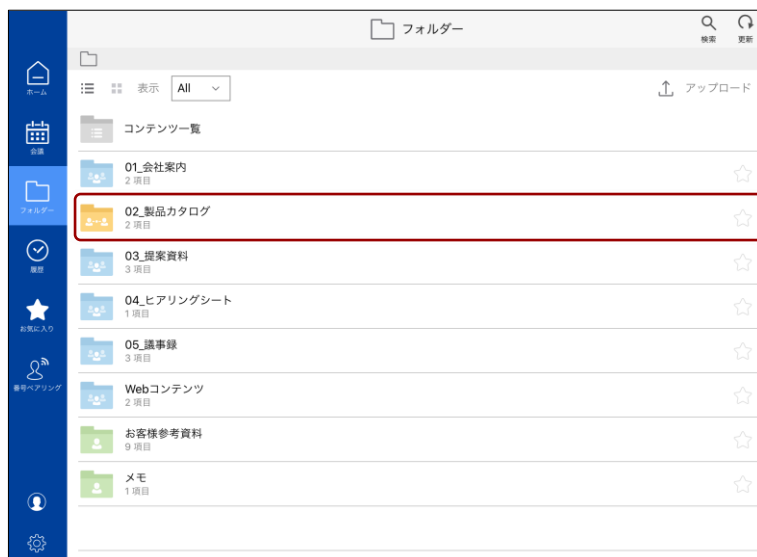 フォルダー
検索
更新
表示
All
アップロード
ホーム
会議
フォルダー
履歴
お気に入り
番号ペアリング
コンテンツ一覧
01_会社案内
2 項目
02_製品カタログ
2 項目
03_提案資料
3 項目
04_ヒアリングシート
1 項目
05_議事録
3 項目
Webコンテンツ
2 項目
お客様参考資料
9 項目
メモ
1 項目